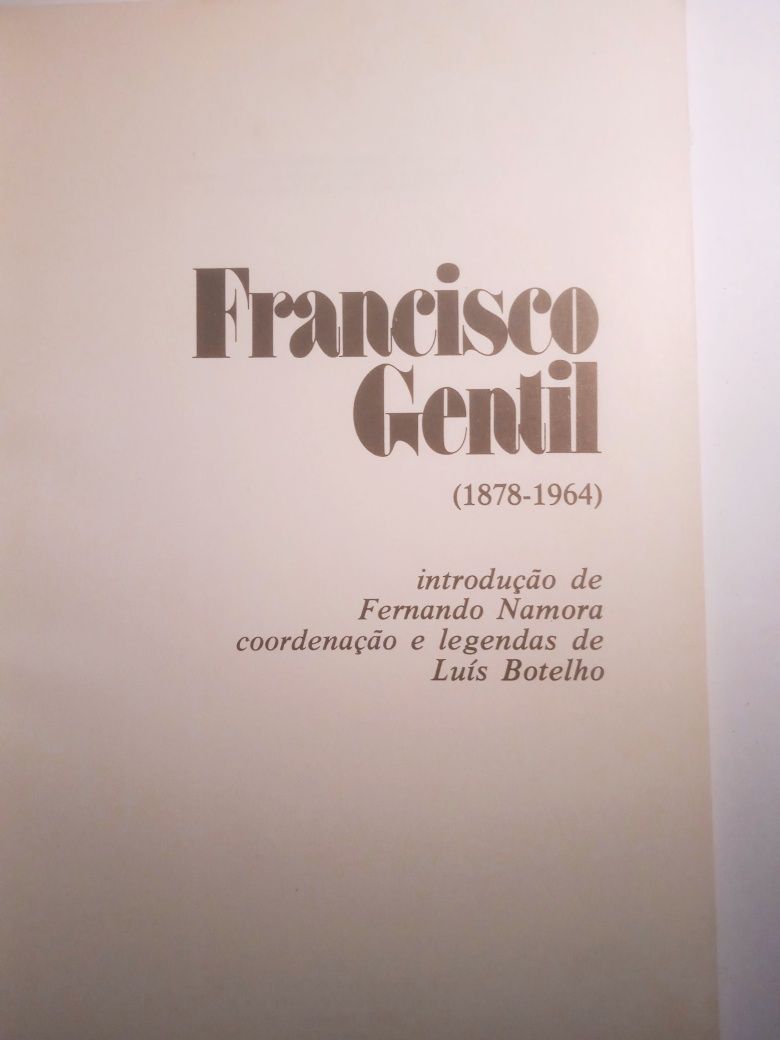 Francisco
Gentil
(1878-1964)
introdução de
Fernando Namora
coordenação e legendas de
Luís Botelho